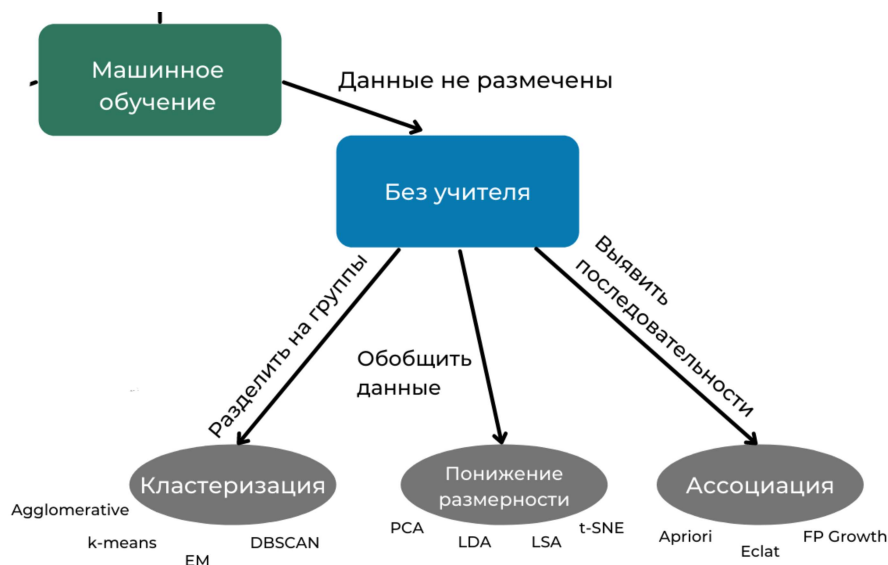 Машинное
обучение
Данные не размечены
Без учителя
Разделить на группы
Обобщить
данные
Выявить
последовательности
Кластеризация
Понижение
размерности
Ассоциация
Agglomerative
k-means
EM
DBSCAN
PCA
LDA
LSA
t-SNE
Apriori
Eclat
FP Growth